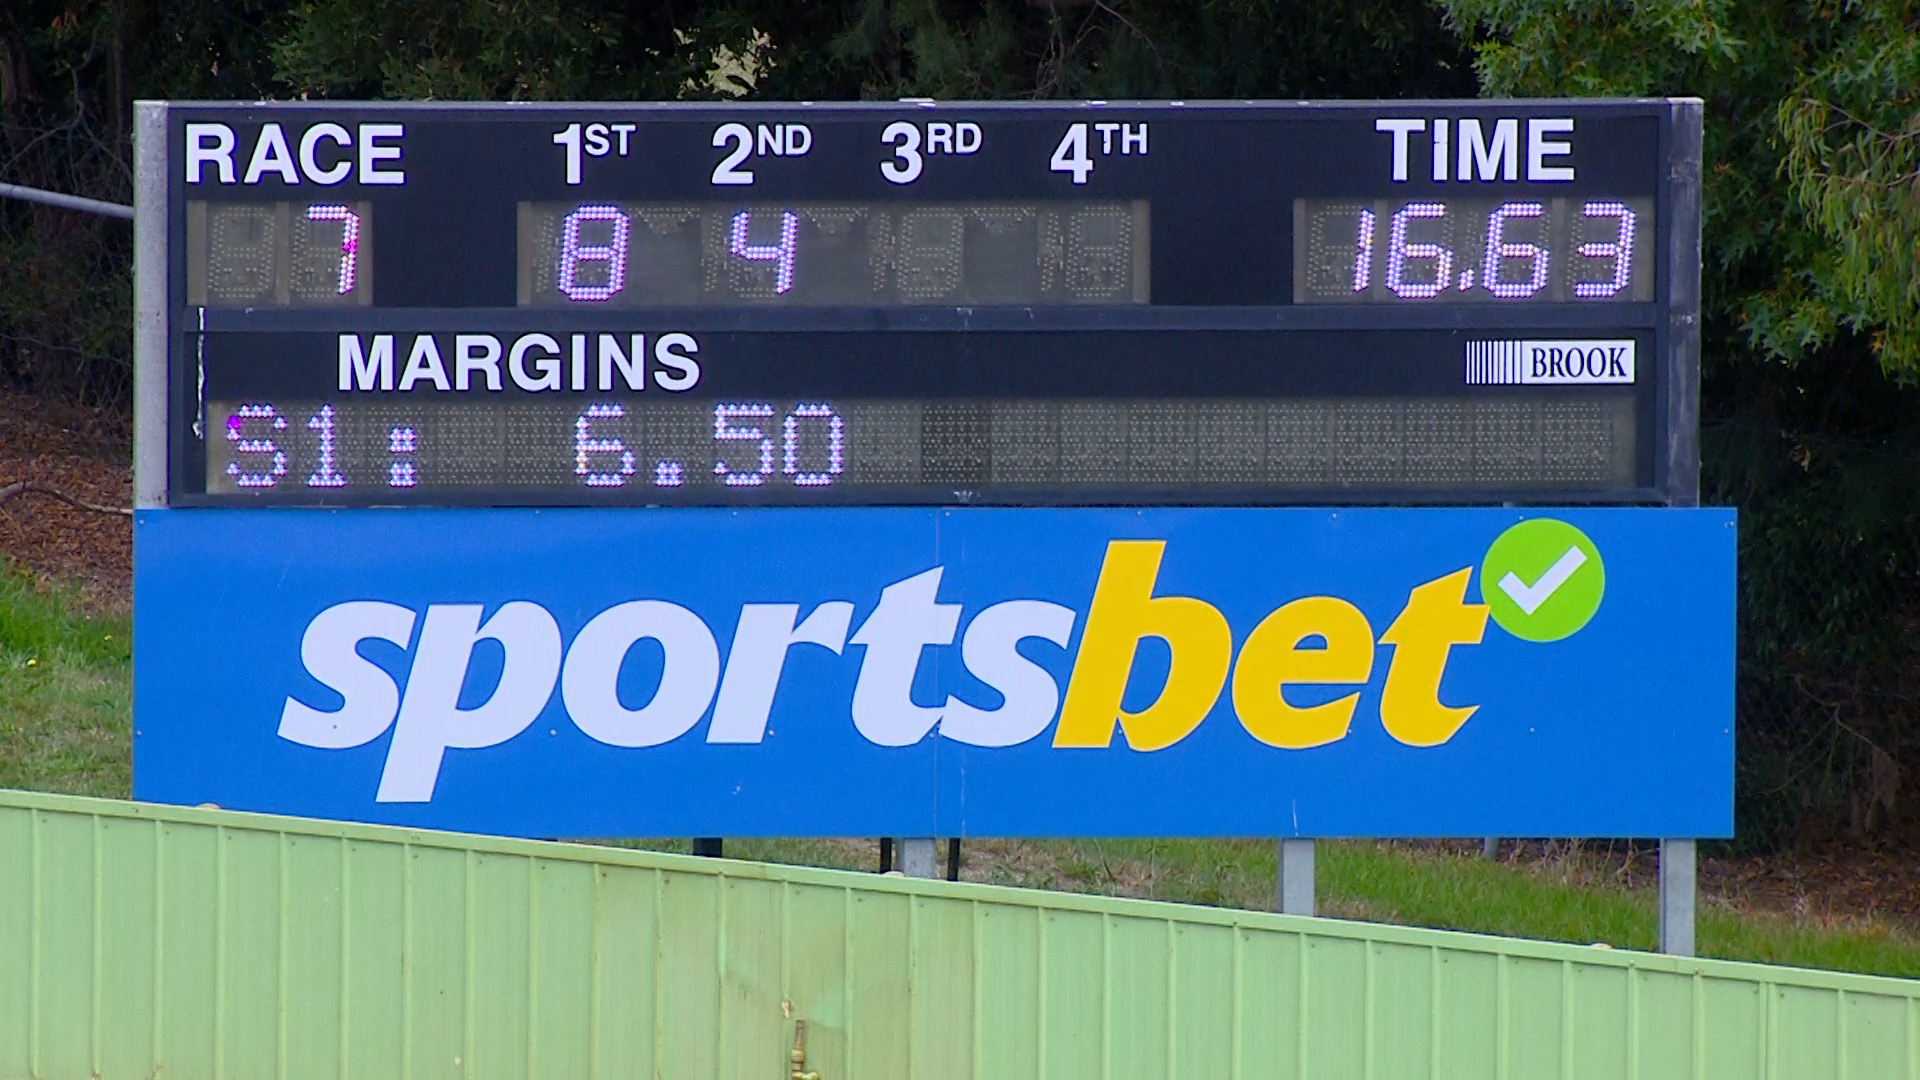 RACE 1ST 2ND 3RD 4TH TIME
7 8 4 16.63
MARGINS BROOK
S1: 6.50
sportsbet